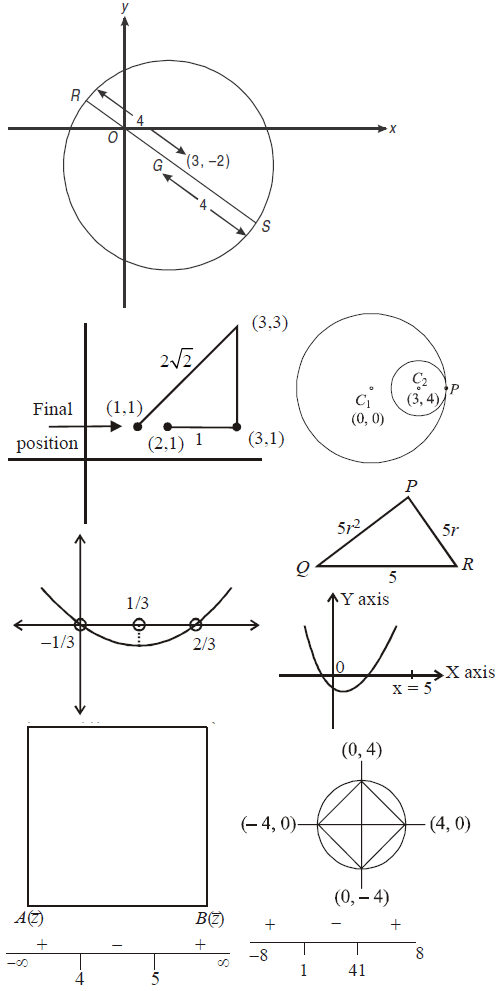 y
R
4
O
x
G
(3, −2)
4
S
(3,3)
2√2
Final
position
(1,1)
(2,1) 1 (3,1)
C₂
P
C₁
(3, 4)
(0, 0)
P
5r²
5r
Q
R
5
1/3
−1/3
2/3
Y axis
0
X axis
x = 5
(0, 4)
(− 4, 0)
(4, 0)
(0, − 4)
A(z̅)
B(z̅)
+ − +
−∞ ∞
4 5
+ − +
−8 8
1 41